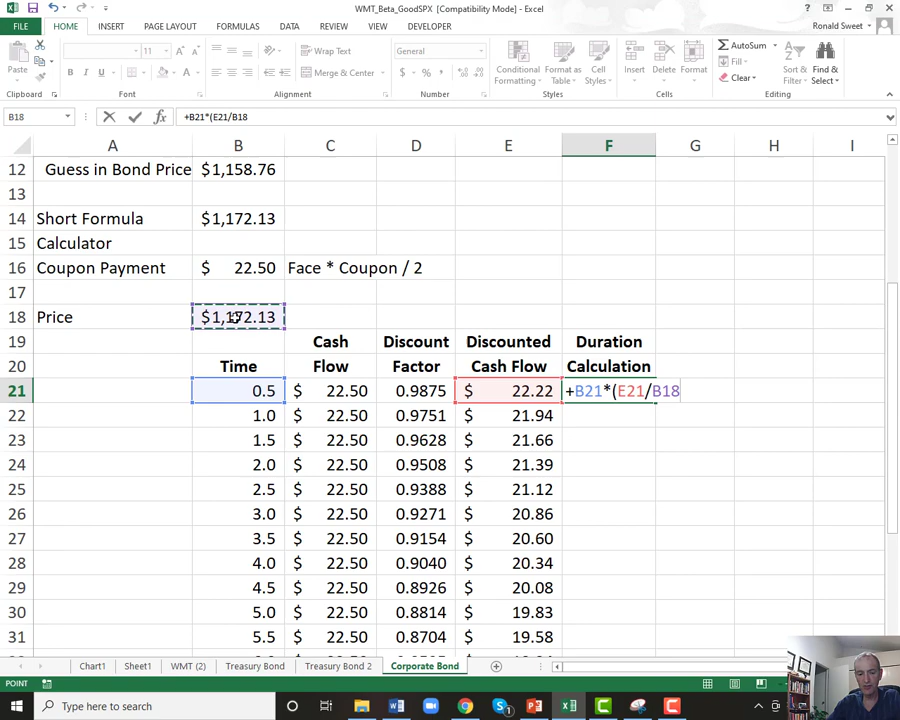 WMT_Beta_GoodSPX [Compatibility Mode] - Excel
FILE HOME INSERT PAGE LAYOUT FORMULAS DATA REVIEW VIEW DEVELOPER Ronald Sweet
Paste Clipboard
11 B I U A Font
Wrap Text Merge & Center Alignment
General $ % , Number
Conditional Formatting Format as Table Cell Styles Styles
Insert Delete Format Cells
AutoSum Fill Clear Sort & Filter Find & Select Editing
B18 fx +B21*(E21/B18
A B C D E F G H I
12 Guess in Bond Price $1,158.76
13
14 Short Formula $1,172.13
15 Calculator
16 Coupon Payment $ 22.50 Face * Coupon / 2
17
18 Price $1,172.13
19 Cash Discount Discounted Duration
20 Time Flow Factor Cash Flow Calculation
21 0.5 $ 22.50 0.9875 $ 22.22 +B21*(E21/B18
22 1.0 $ 22.50 0.9751 $ 21.94
23 1.5 $ 22.50 0.9628 $ 21.66
24 2.0 $ 22.50 0.9508 $ 21.39
25 2.5 $ 22.50 0.9388 $ 21.12
26 3.0 $ 22.50 0.9271 $ 20.86
27 3.5 $ 22.50 0.9154 $ 20.60
28 4.0 $ 22.50 0.9040 $ 20.34
29 4.5 $ 22.50 0.8926 $ 20.08
30 5.0 $ 22.50 0.8814 $ 19.83
31 5.5 $ 22.50 0.8704 $ 19.58
Chart1 Sheet1 WMT (2) Treasury Bond Treasury Bond 2 Corporate Bond
POINT
Type here to search